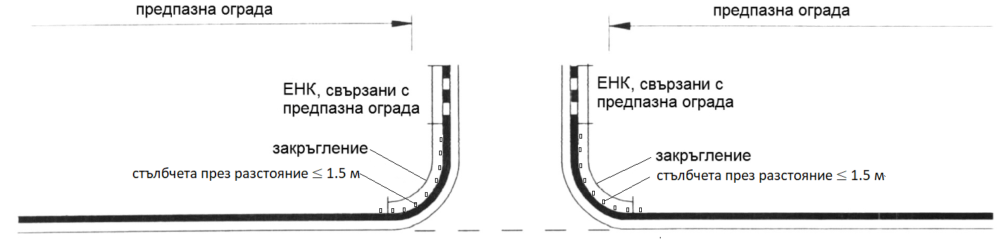 предпазна ограда
предпазна ограда
ЕНК, свързани с
предпазна ограда
ЕНК, свързани с
предпазна ограда
закръгление
стълбчета през разстояние ≤ 1.5 м
закръгление
стълбчета през разстояние ≤ 1.5 м